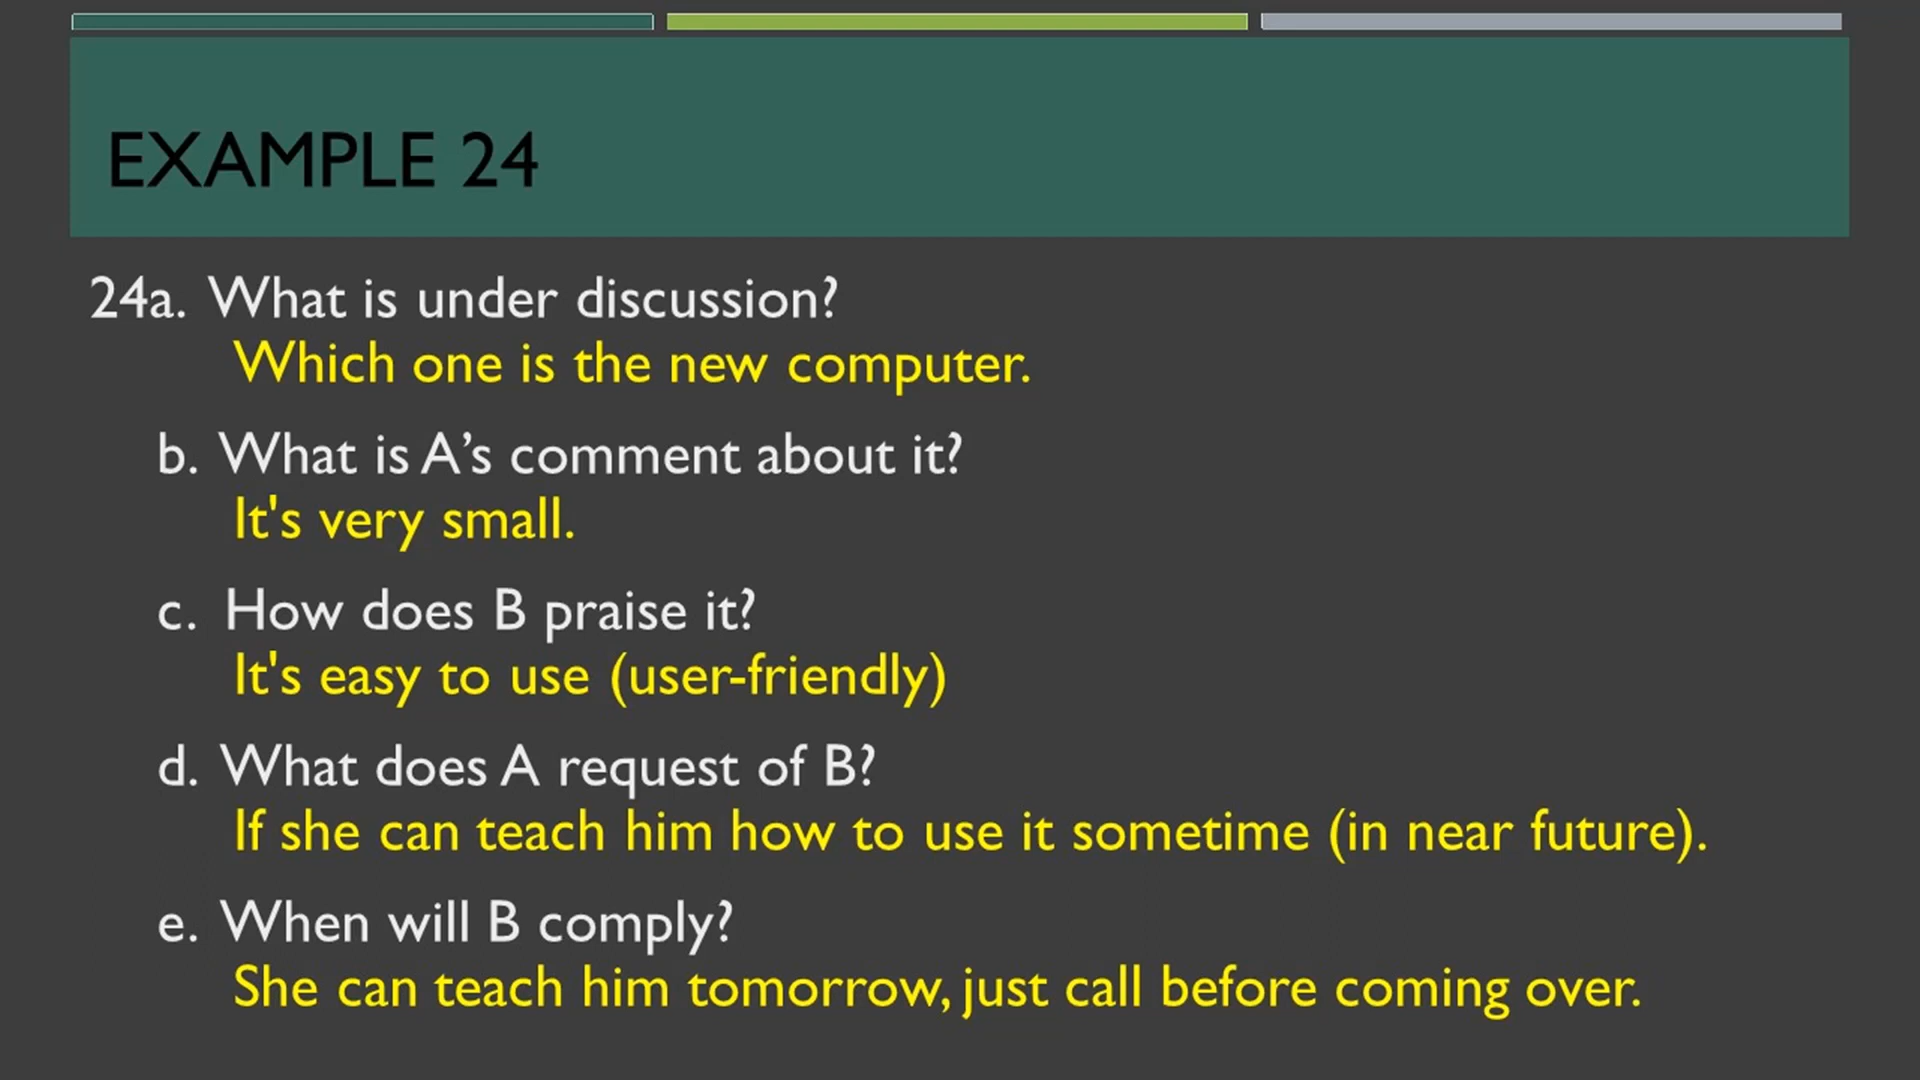 EXAMPLE 24
24a. What is under discussion?
Which one is the new computer.
b. What is A’s comment about it?
It's very small.
c. How does B praise it?
It's easy to use (user-friendly)
d. What does A request of B?
If she can teach him how to use it sometime (in near future).
e. When will B comply?
She can teach him tomorrow, just call before coming over.